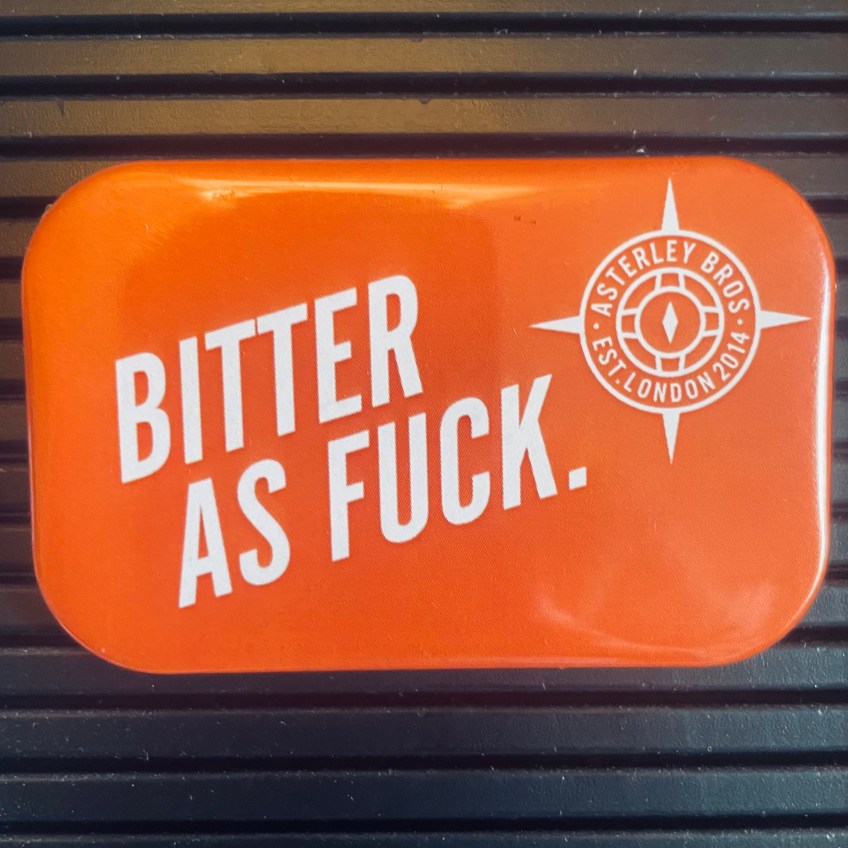 BITTER
AS FUCK.
ASTERLEY BROS
· EST. LONDON 2014 ·